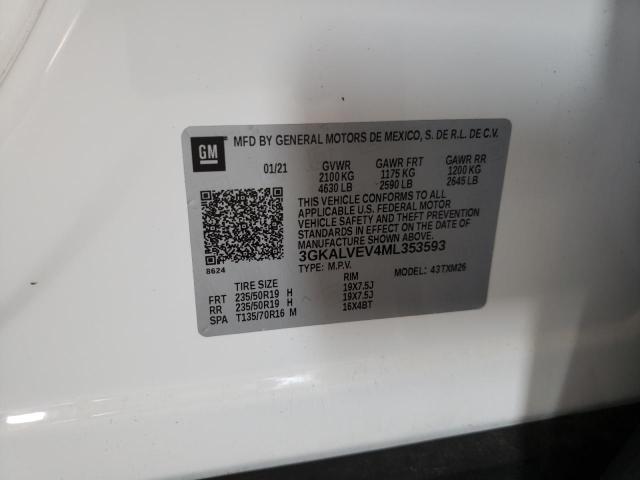 GM
MFD BY GENERAL MOTORS DE MEXICO, S. DE R.L. DE C.V.
01/21 GVWR GAWR FRT GAWR RR
2100 KG 1175 KG 1200 KG
4630 LB 2590 LB 2645 LB
THIS VEHICLE CONFORMS TO ALL
APPLICABLE U.S. FEDERAL MOTOR
VEHICLE SAFETY AND THEFT PREVENTION
STANDARDS IN EFFECT ON THE DATE OF
MANUFACTURE SHOWN ABOVE.
3GKALVEV4ML353593
8624 TYPE: M.P.V. MODEL: 43TXM26
TIRE SIZE RIM
FRT 235/50R19 H 19X7.5J
RR 235/50R19 H 19X7.5J
SPA T135/70R16 M 16X4BT